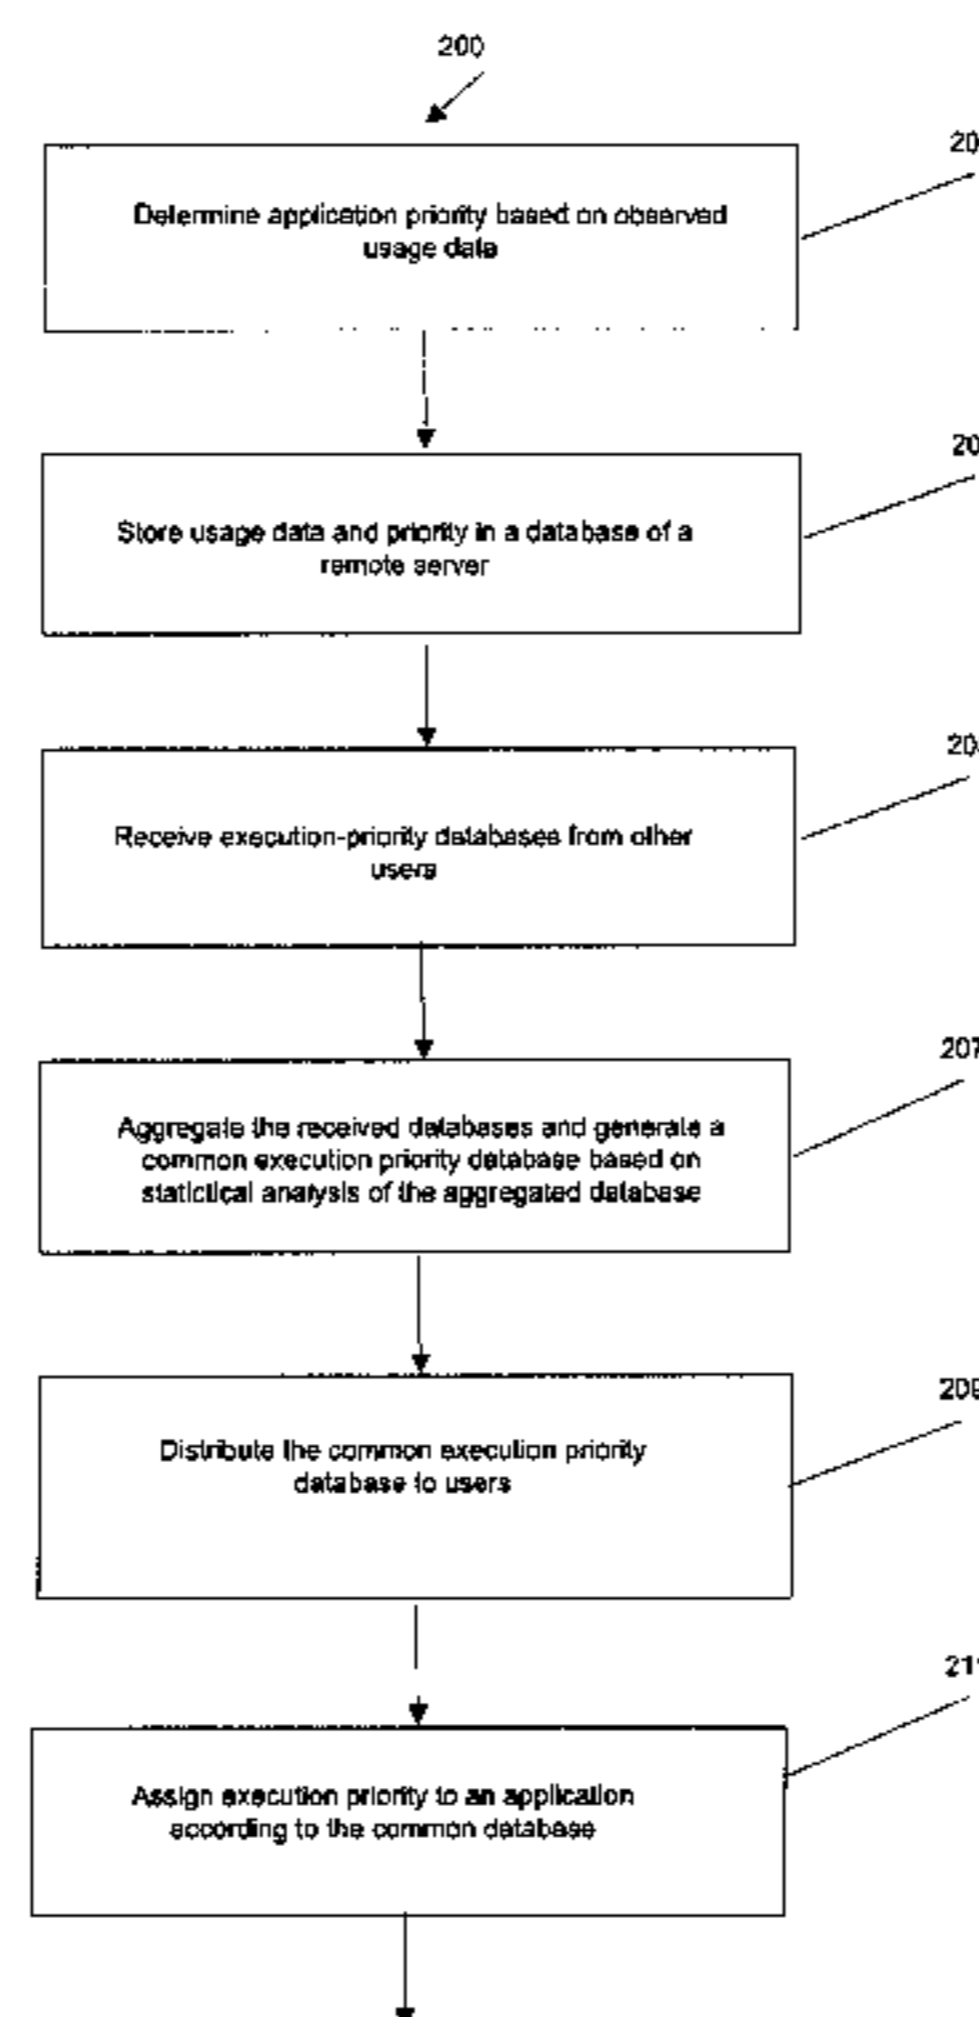 200
Determine application priority based on observed
usage data
Store usage data and priority in a database of a
remote server
Receive execution-priority databases from other
users
207
Aggregate the received databases and generate a
common execution priority database based on
statictical analysis of the aggregated database
209
Distribute the common execution priority
database to users
211
Assign execution priority to an application
according to the common database